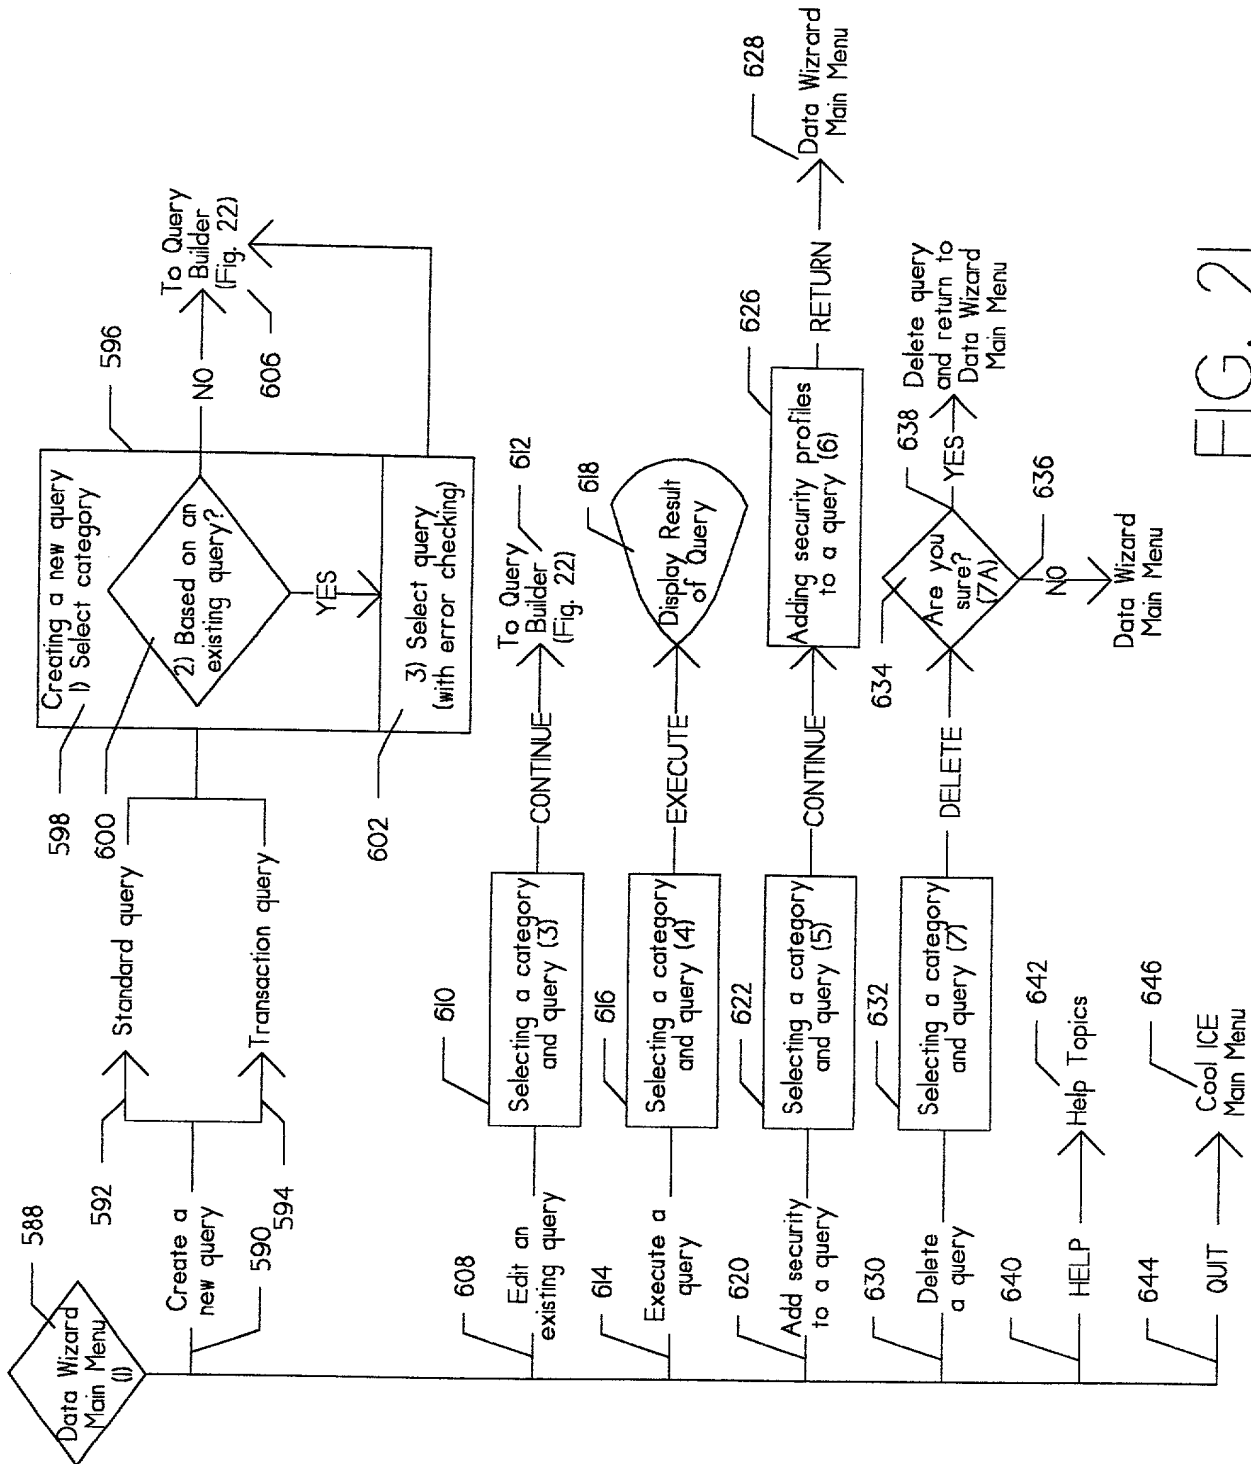 588
Data Wizard
Main Menu
(1)
Create a
new query
590
592
Standard query
594
Transaction query
596
598
Creating a new query
1) Select category
600
2) Based on an
existing query?
NO
To Query
Builder
(Fig. 22)
606
YES
602
3) Select query
(with error checking)
608
Edit an
existing query
610
Selecting a category
and query (3)
CONTINUE
To Query
Builder
(Fig. 22)
612
614
Execute a
query
616
Selecting a category
and query (4)
EXECUTE
618
Display Result
of Query
620
Add security
to a query
622
Selecting a category
and query (5)
CONTINUE
626
Adding security profiles
to a query (6)
RETURN
628
Data Wizrard
Main Menu
630
Delete
a query
632
Selecting a category
and query (7)
DELETE
634
Are you
sure?
(7A)
638
YES
Delete query
and return to
Data Wizard
Main Menu
636
NO
Data Wizard
Main Menu
640
HELP
642
Help Topics
644
QUIT
646
Cool ICE
Main Menu
FIG. 21